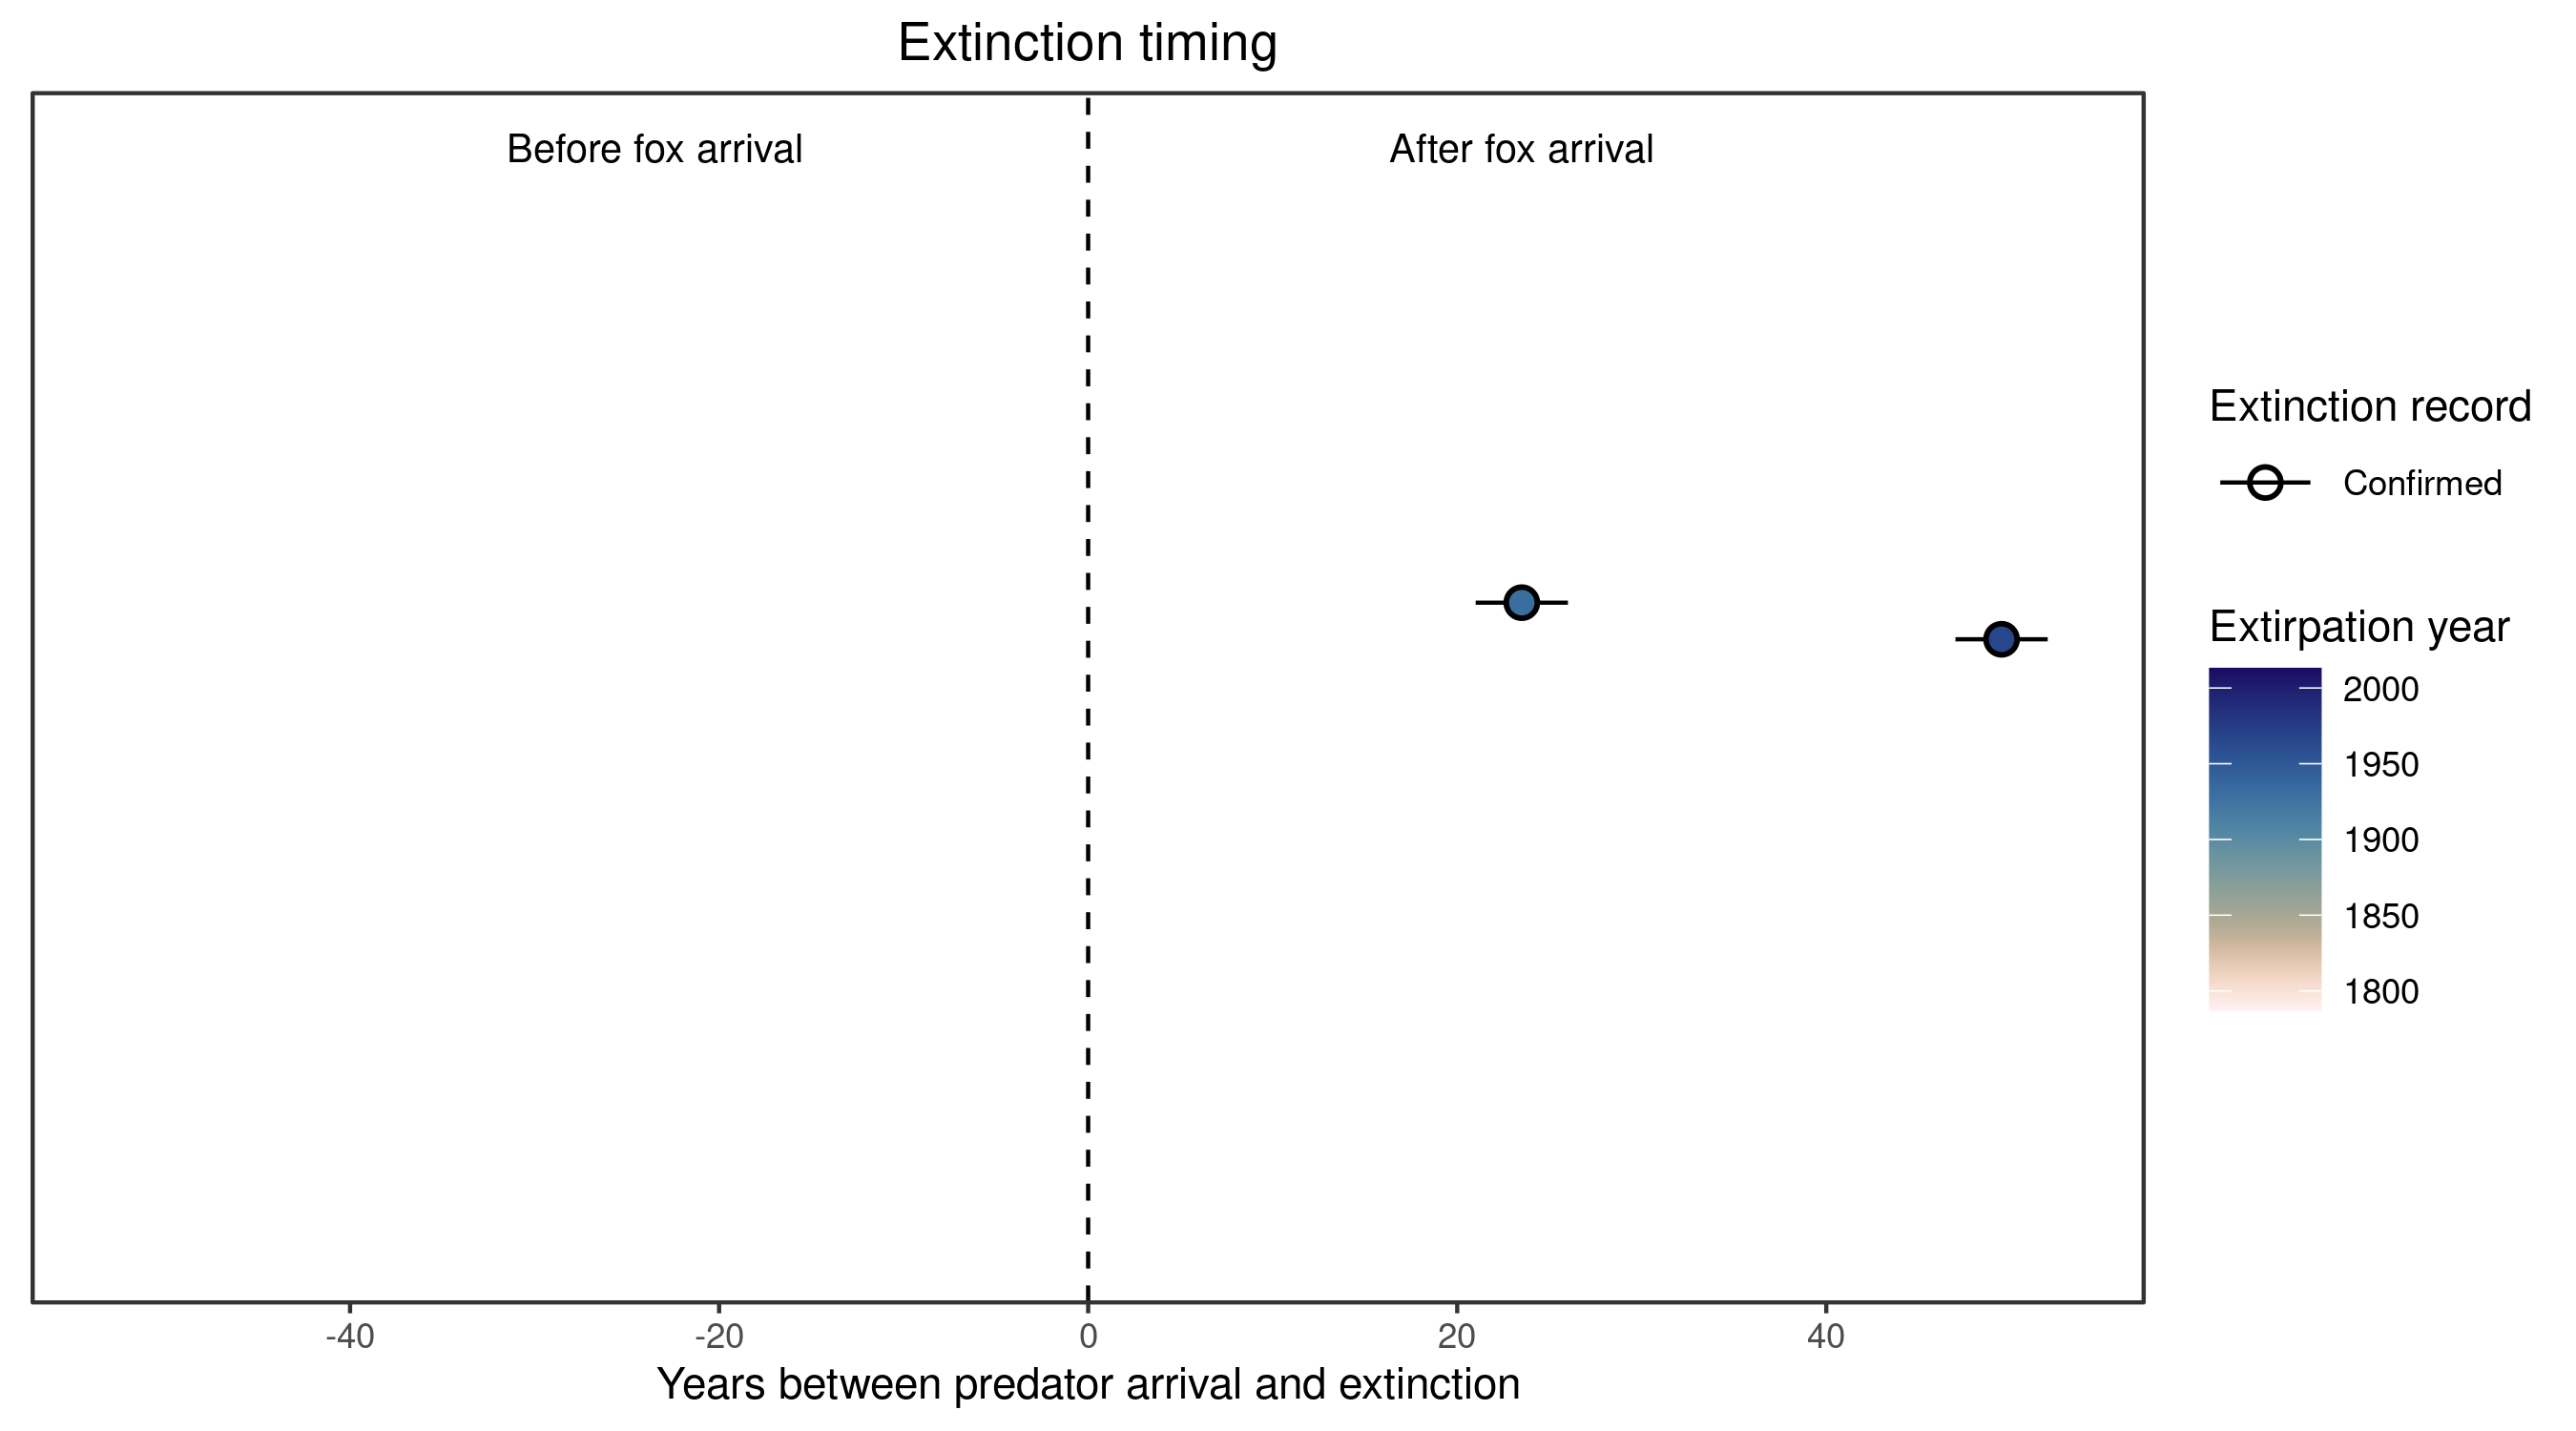 Extinction timing
Before fox arrival
After fox arrival
Extinction record
Confirmed
Extirpation year
2000
1950
1900
1850
1800
-40
-20
0
20
40
Years between predator arrival and extinction